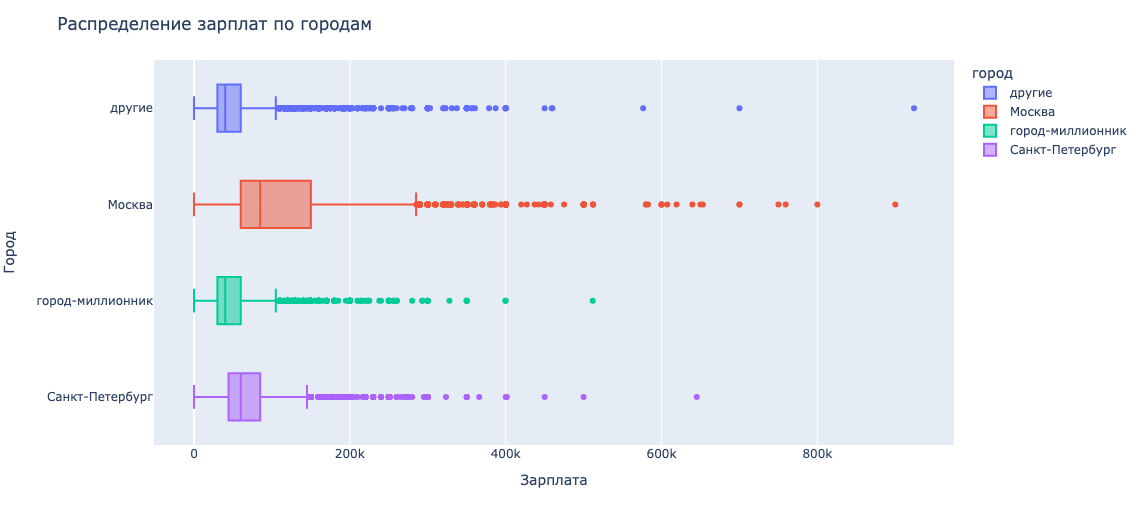 Распределение зарплат по городам
город
другие
Москва
город-миллионник
Санкт-Петербург
Город
другие
Москва
город-миллионник
Санкт-Петербург
0
200k
400k
600k
800k
Зарплата